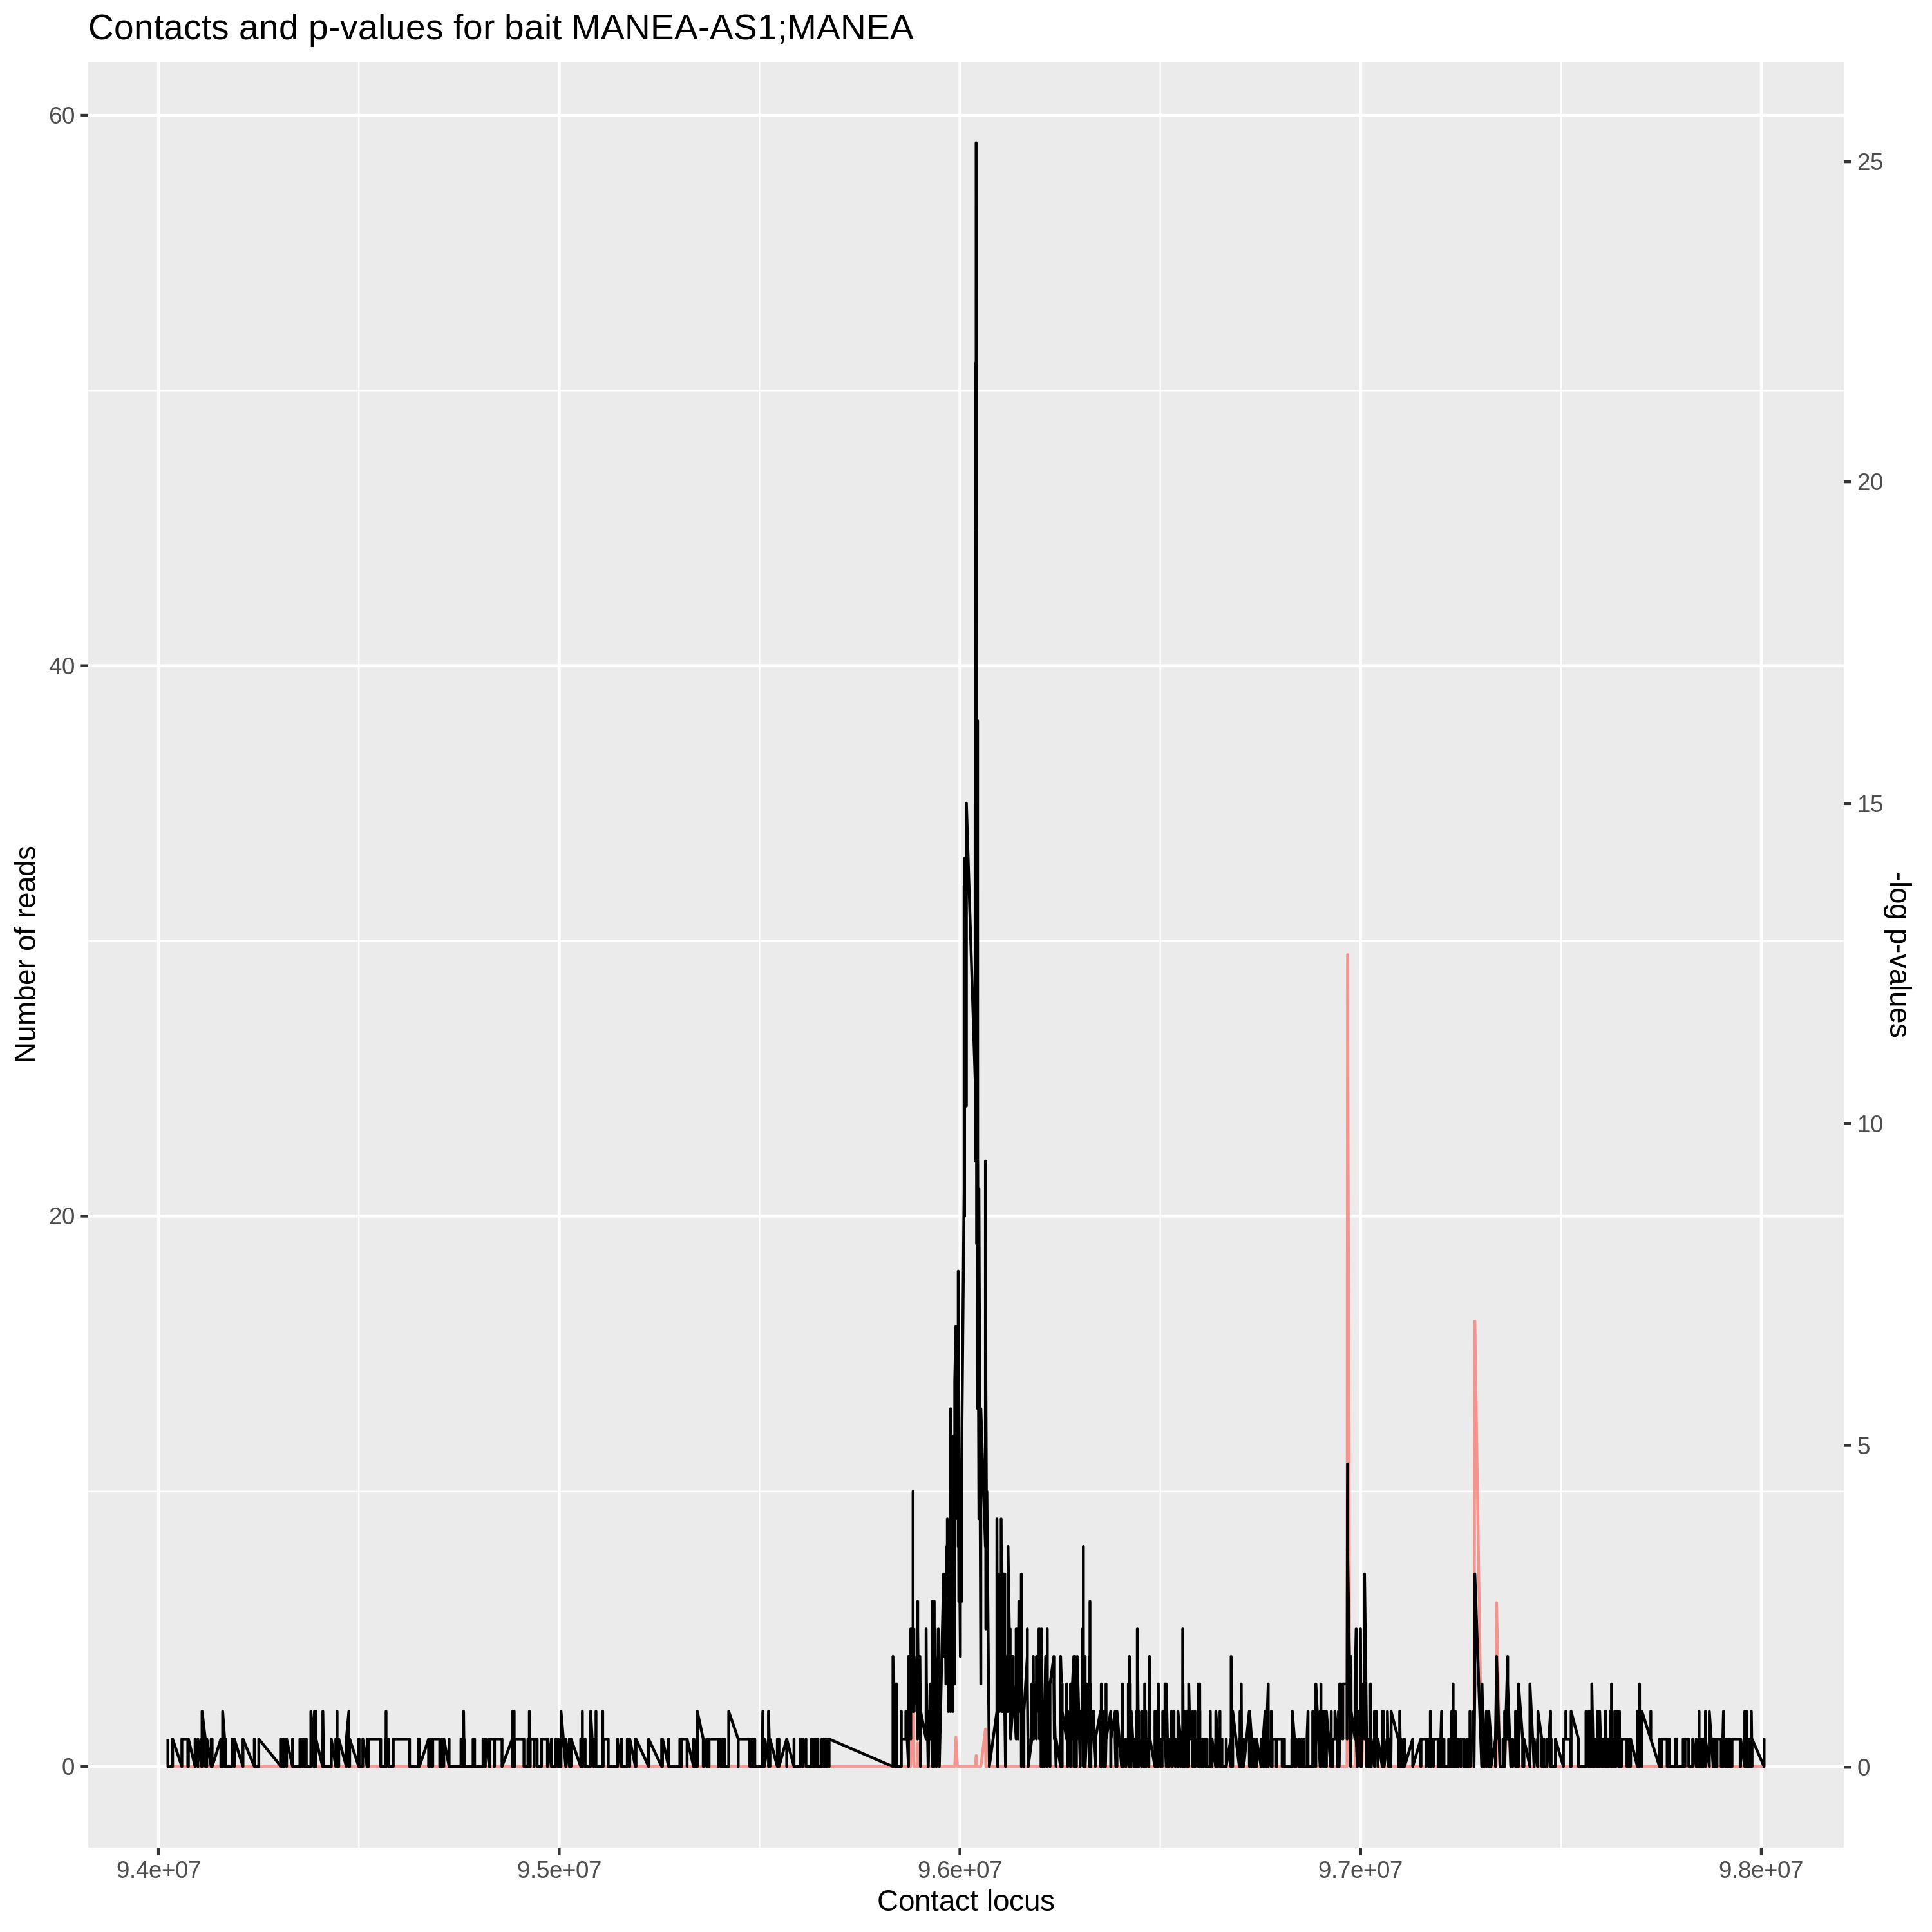 Contacts and p-values for bait MANEA-AS1;MANEA
60
40
20
0
Number of reads
25
20
15
10
5
0
-log p-values
9.4e+07 9.5e+07 9.6e+07 9.7e+07 9.8e+07
Contact locus